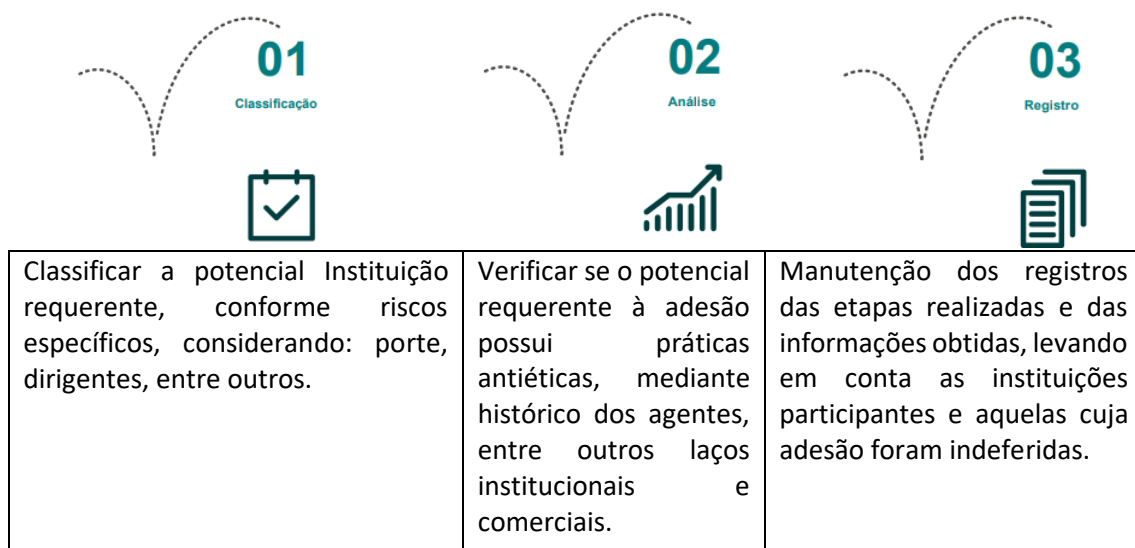 01
Classificação
02
Análise
03
Registro
Classificar a potencial Instituição
requerente, conforme riscos
específicos, considerando: porte,
dirigentes, entre outros.
Verificar se o potencial
requerente à adesão
possui práticas
antiéticas, mediante
histórico dos agentes,
entre outros laços
institucionais e
comerciais.
Manutenção dos registros
das etapas realizadas e das
informações obtidas, levando
em conta as instituições
participantes e aquelas cuja
adesão foram indeferidas.